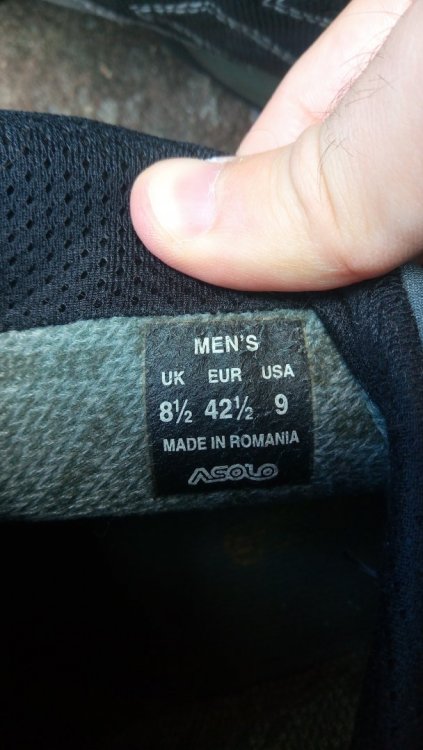 MEN'S
UK EUR USA
8½ 42½ 9
MADE IN ROMANIA
ASOLO